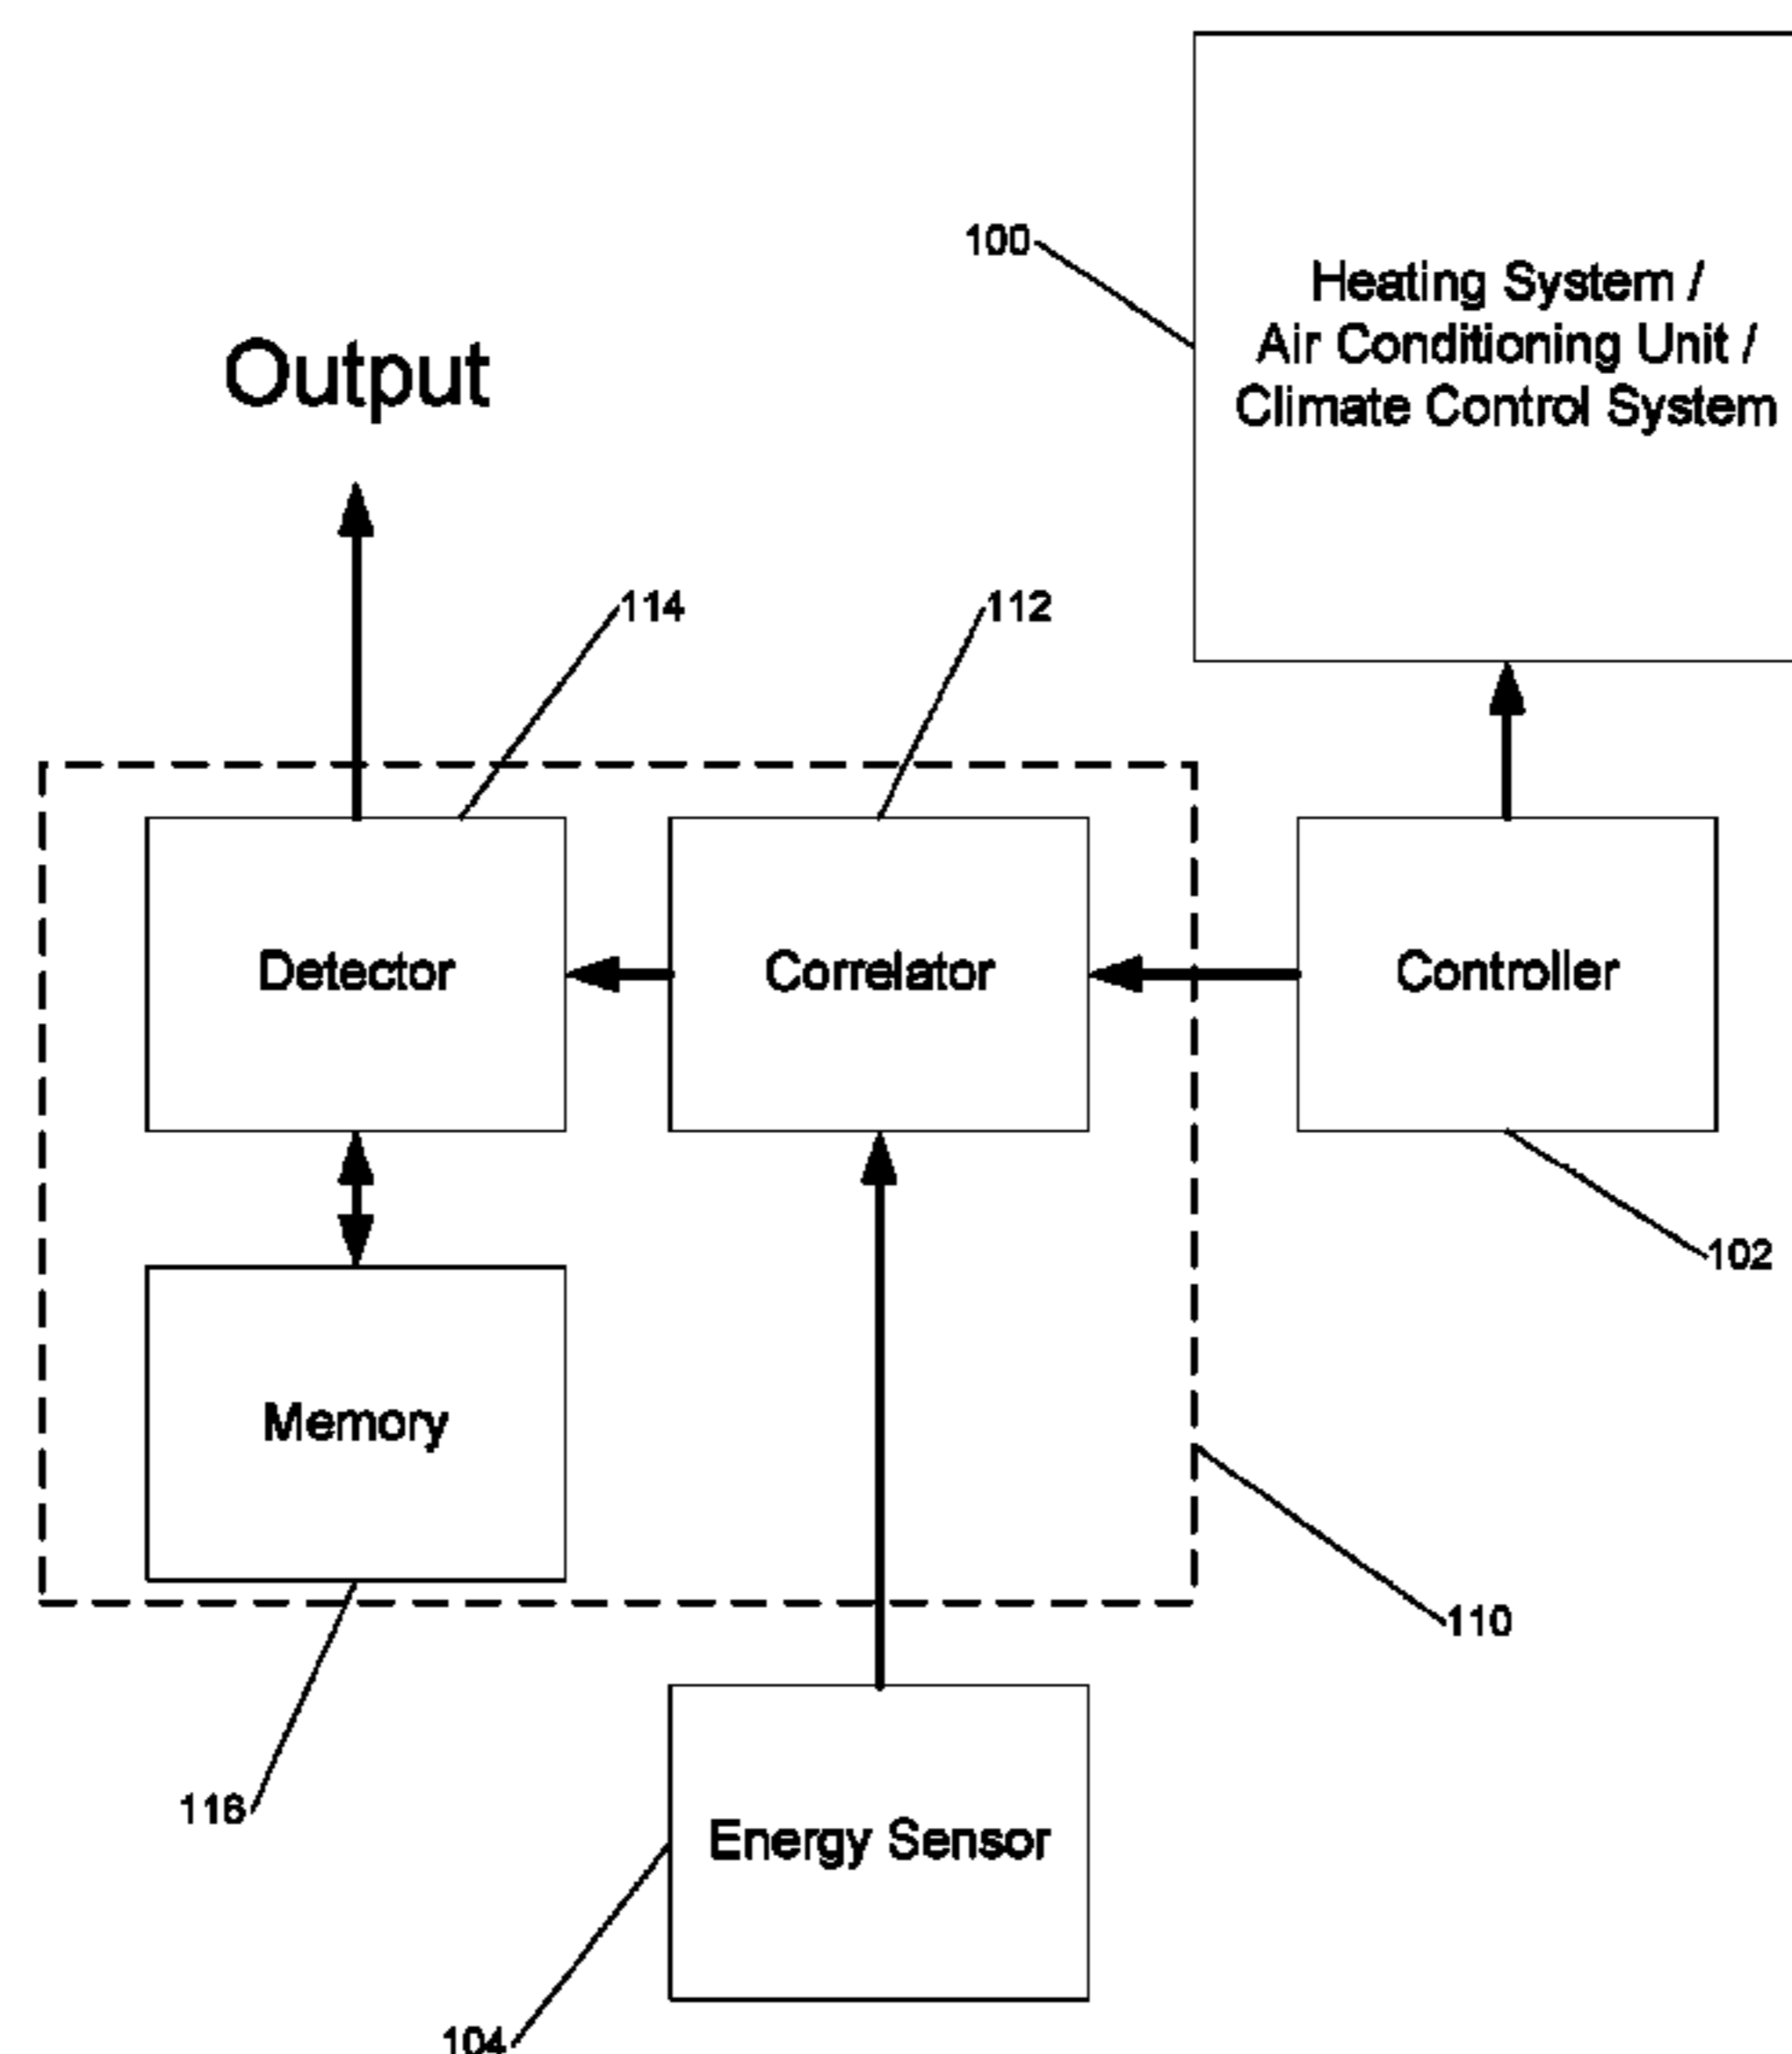 100
Heating System /
Air Conditioning Unit /
Climate Control System
Output
114
112
Detector
Correlator
Controller
102
Memory
110
116
Energy Sensor
104